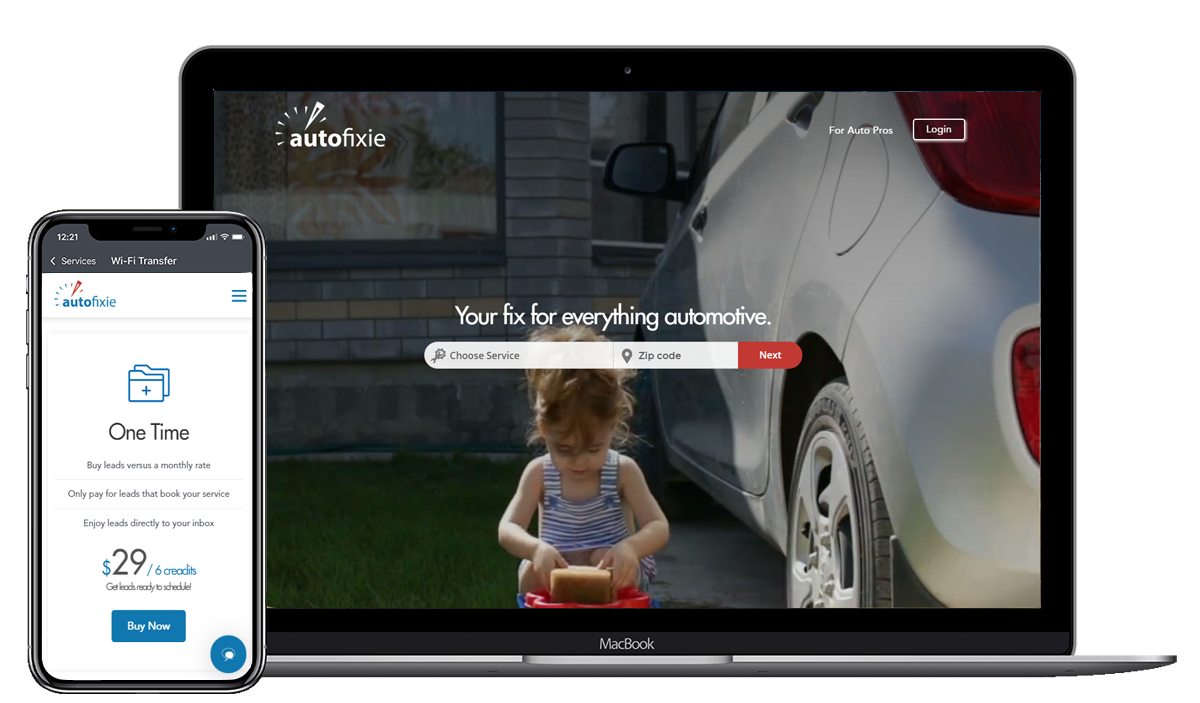 autofixie
For Auto Pros
Login
Your fix for everything automotive.
Choose Service
Zip code
Next
MacBook
12:21
Services
Wi-Fi Transfer
autofixie
One Time
Buy leads versus a monthly rate
Only pay for leads that book your service
Enjoy leads directly to your inbox
$29 / 6 creadits
Get leads ready to schedule!
Buy Now